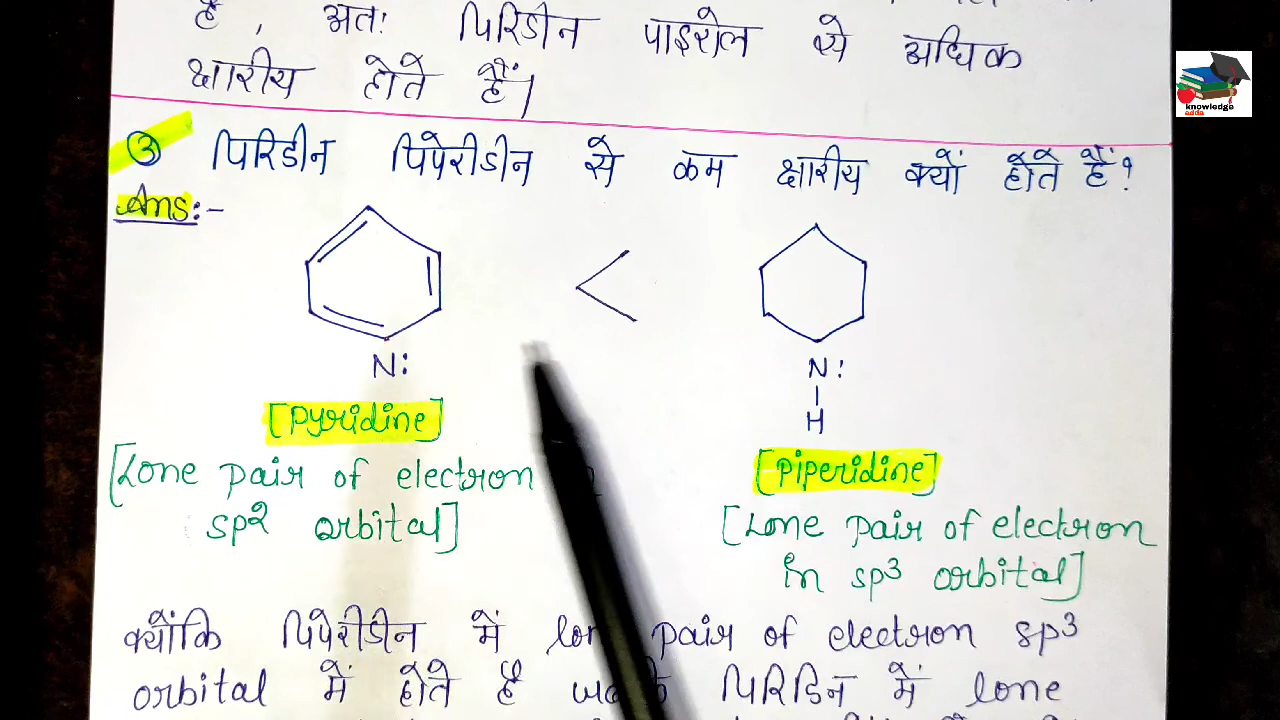 है, अतः पिरिडीन पाइरोल से अधिक
क्षारीय होते हैं।
knowledge
adda
③ पिरिडीन पिपेरीडीन से कम क्षारीय क्यों होते हैं?
Ans:-
<
N: N:
H
[Pyridine]
[Piperidine]
[Lone pair of electron
sp2 orbital]
[Lone pair of electron
in sp3 orbital]
क्योंकि पिपेरीडीन में pair of electron sp3
orbital में होते है पिरिडिन में lone